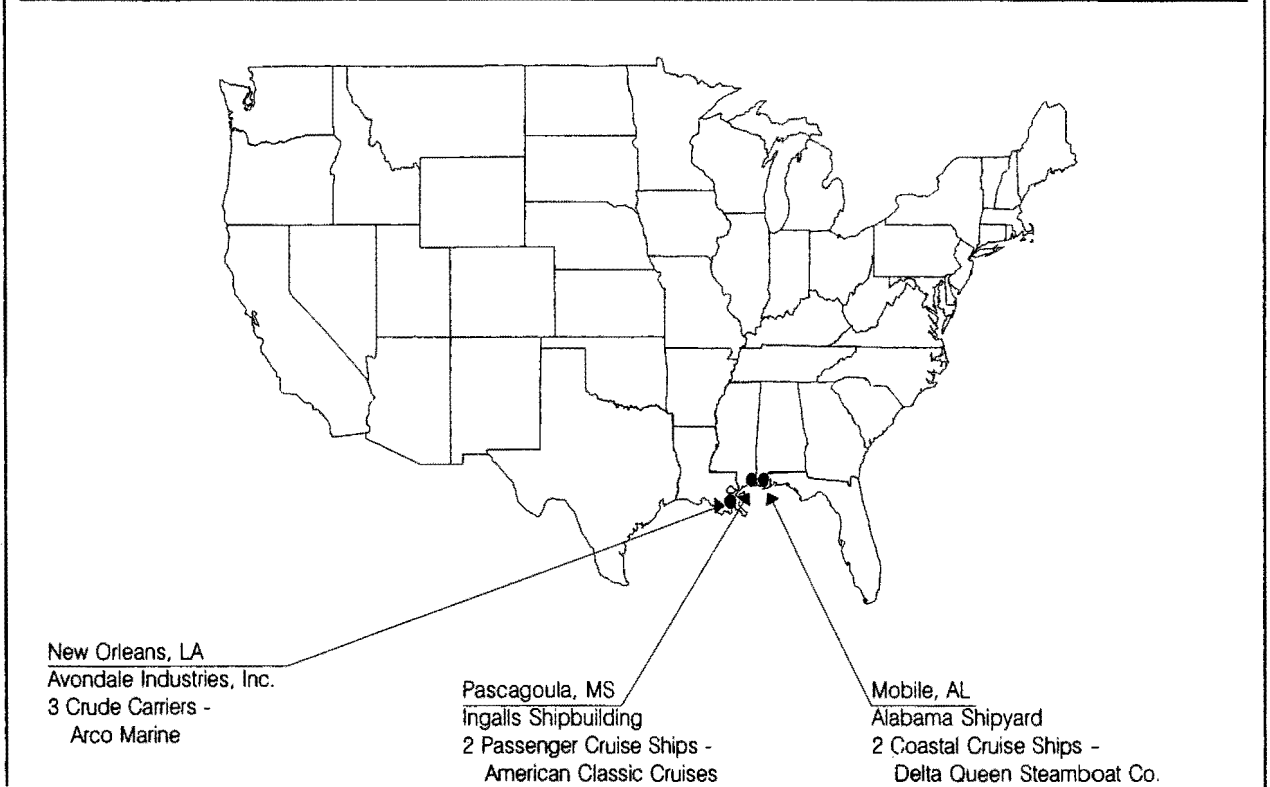 New Orleans, LA
Avondale Industries, Inc.
3 Crude Carriers -
Arco Marine
Pascagoula, MS
Ingalls Shipbuilding
2 Passenger Cruise Ships -
American Classic Cruises
Mobile, AL
Alabama Shipyard
2 Coastal Cruise Ships -
Delta Queen Steamboat Co.